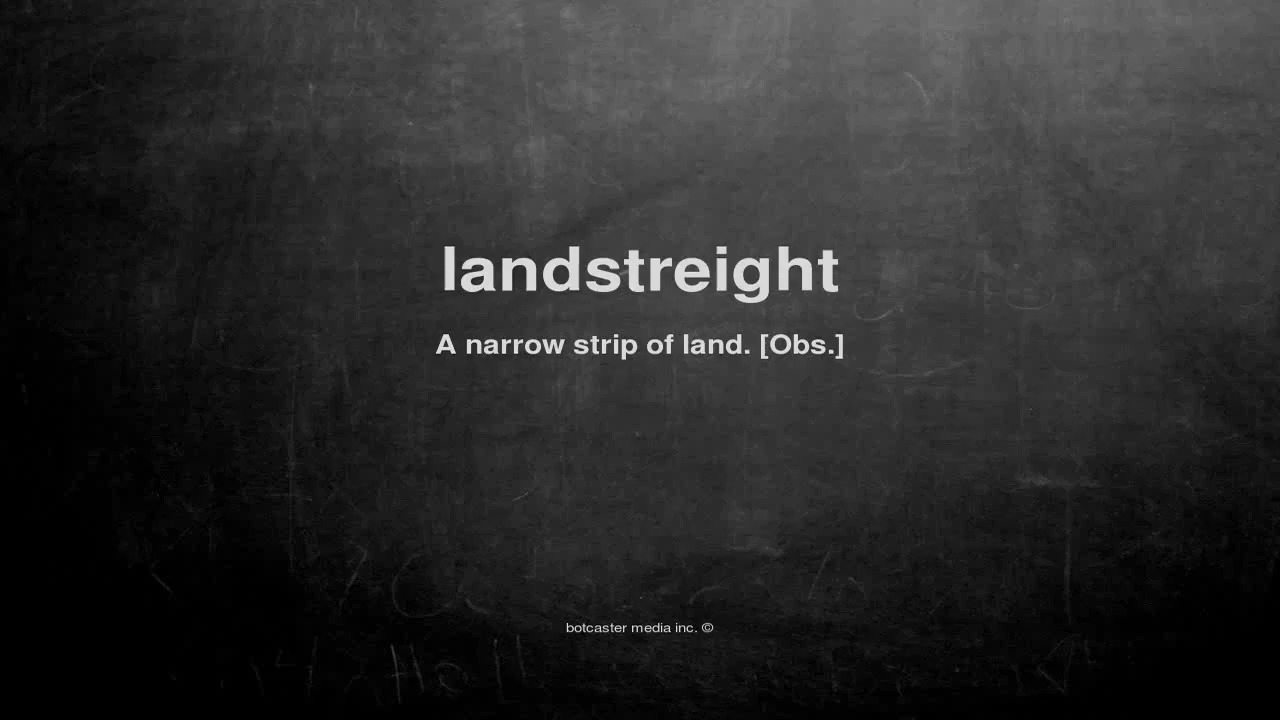 landstreight
A narrow strip of land. [Obs.]
botcaster media inc. ©